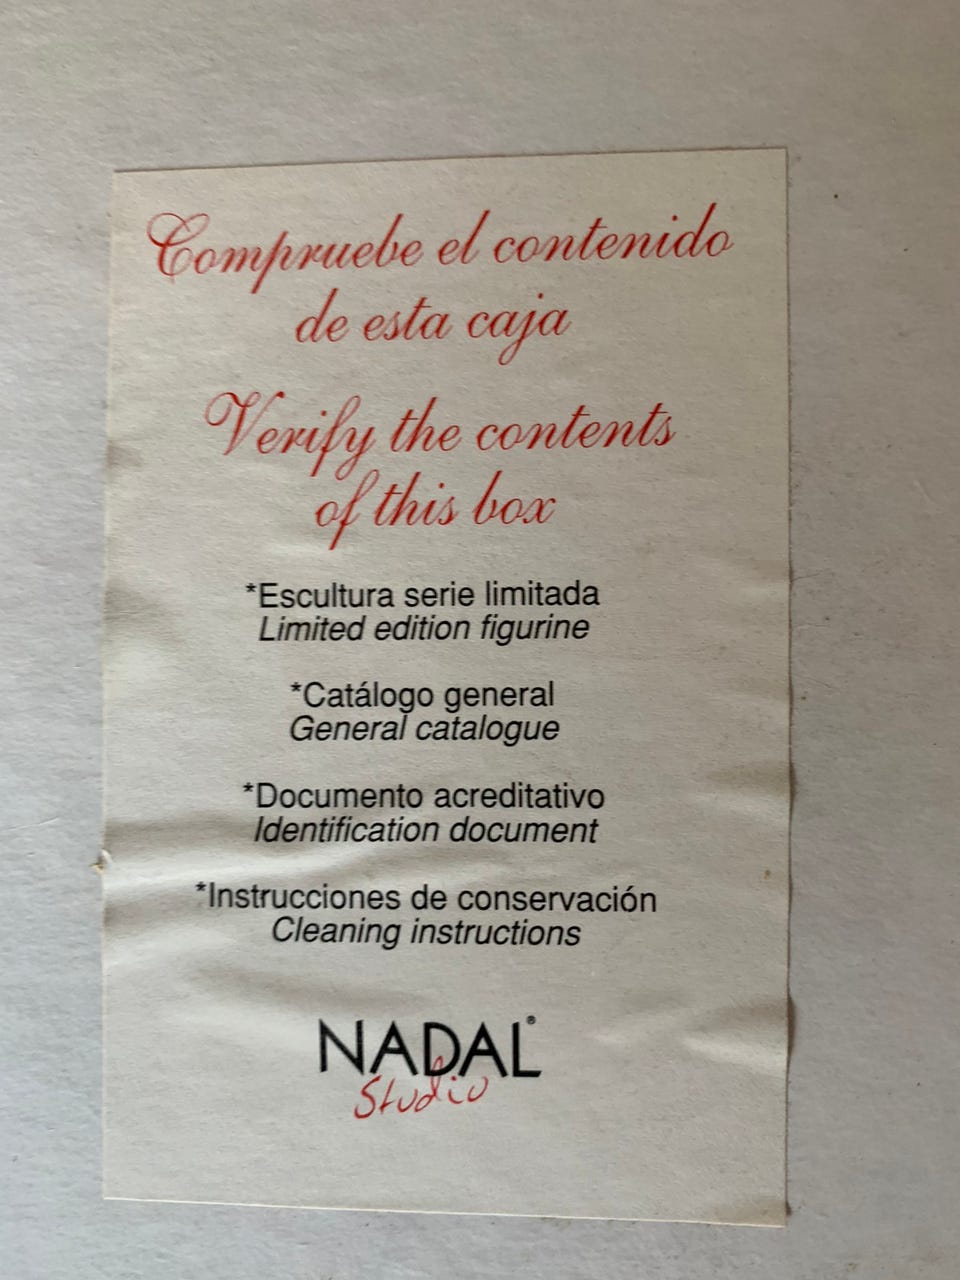 Compruebe el contenido
de esta caja
Verify the contents
of this box
*Escultura serie limitada
Limited edition figurine
*Catálogo general
General catalogue
*Documento acreditativo
Identification document
*Instrucciones de conservación
Cleaning instructions
NADAL®
Studio